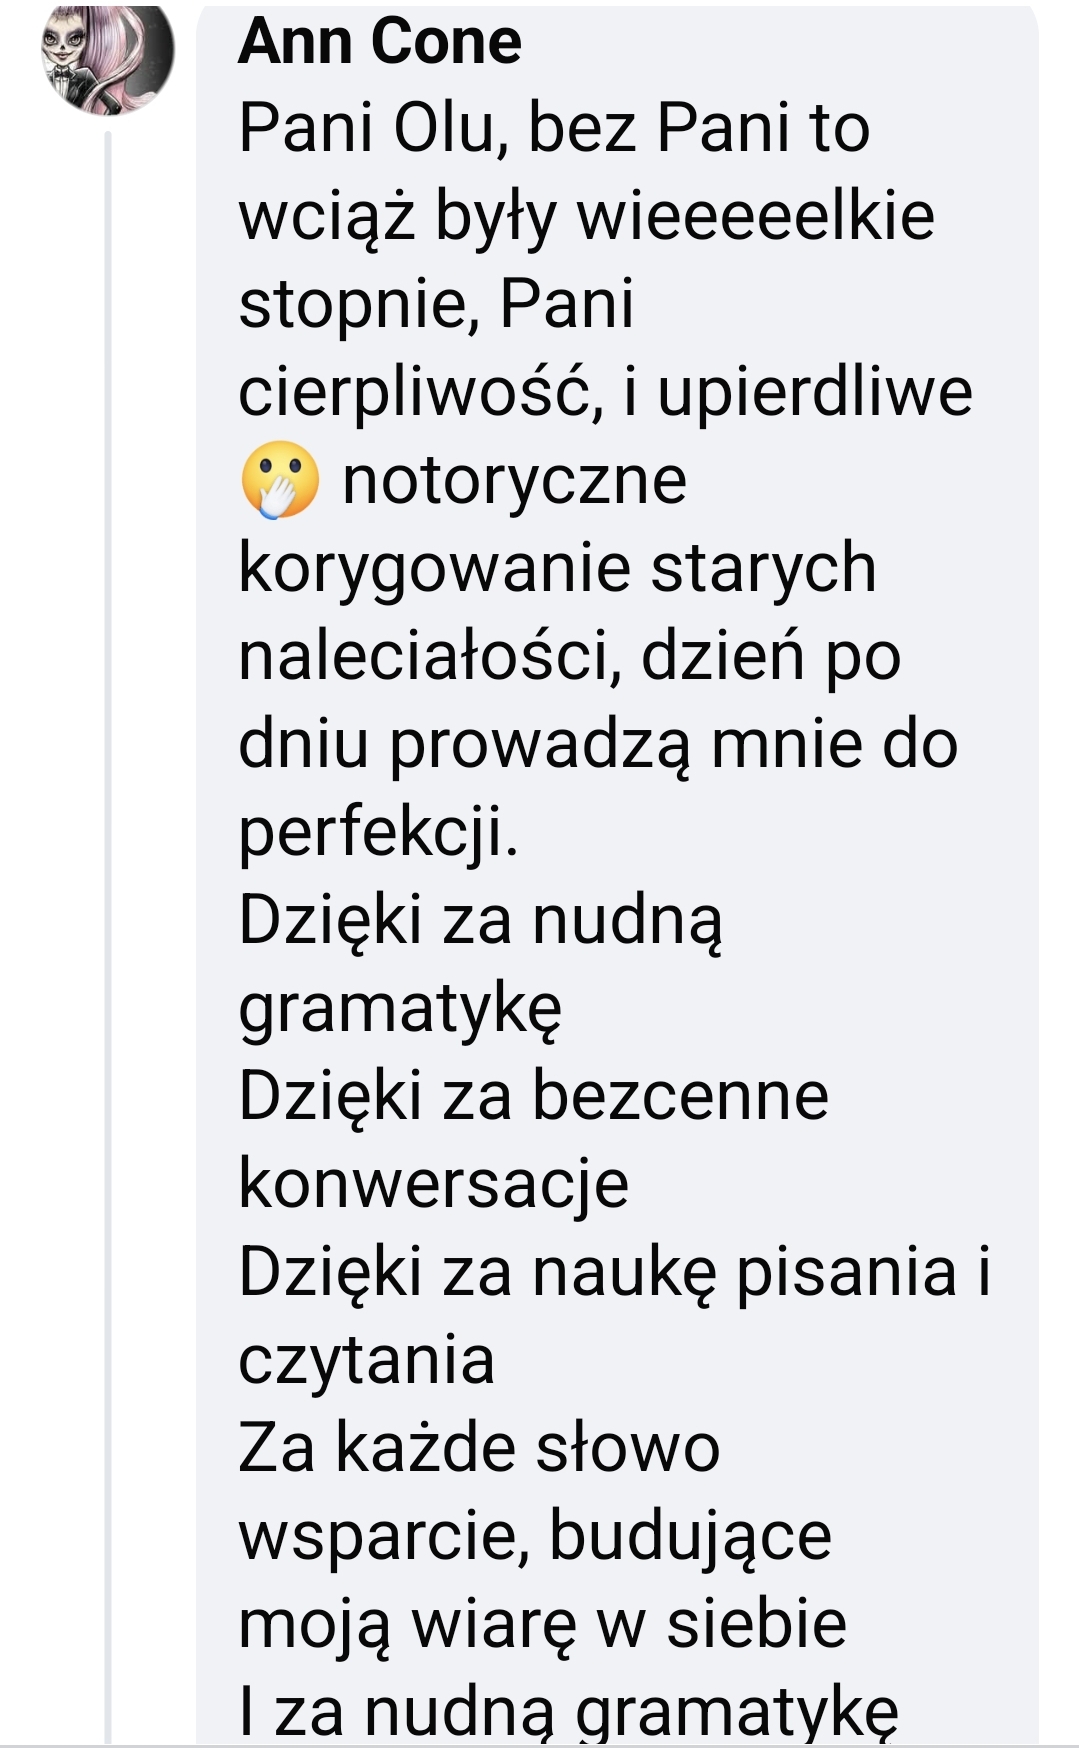 Ann Cone
Pani Olu, bez Pani to
wciąż były wieeeeelkie
stopnie, Pani
cierpliwość, i upierdliwe
🫢 notoryczne
korygowanie starych
naleciałości, dzień po
dniu prowadzą mnie do
perfekcji.
Dzięki za nudną
gramatykę
Dzięki za bezcenne
konwersacje
Dzięki za naukę pisania i
czytania
Za każde słowo
wsparcie, budujące
moją wiarę w siebie
I za nudną gramatykę